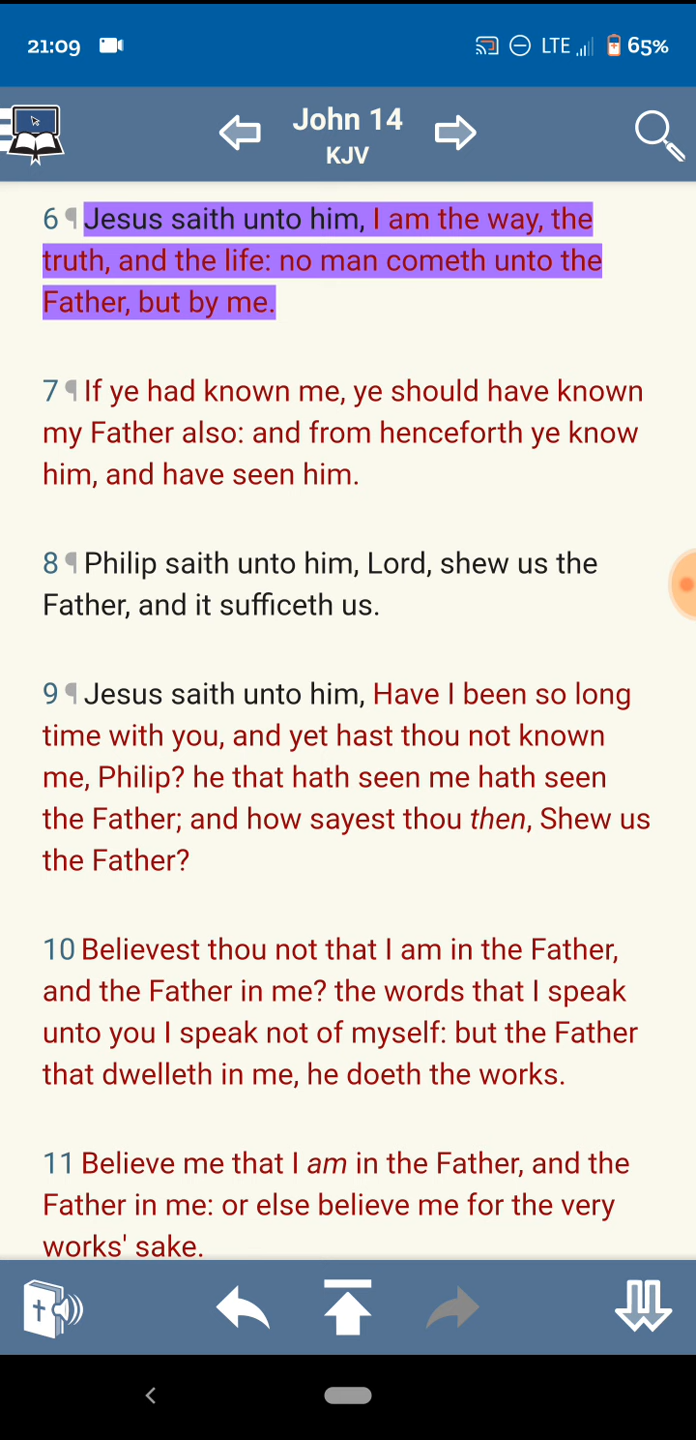 21:09
LTE
65%
John 14
KJV
6 ¶ Jesus saith unto him, I am the way, the
truth, and the life: no man cometh unto the
Father, but by me.
7 ¶ If ye had known me, ye should have known
my Father also: and from henceforth ye know
him, and have seen him.
8 ¶ Philip saith unto him, Lord, shew us the
Father, and it sufficeth us.
9 ¶ Jesus saith unto him, Have I been so long
time with you, and yet hast thou not known
me, Philip? he that hath seen me hath seen
the Father; and how sayest thou then, Shew us
the Father?
10 Believest thou not that I am in the Father,
and the Father in me? the words that I speak
unto you I speak not of myself: but the Father
that dwelleth in me, he doeth the works.
11 Believe me that I am in the Father, and the
Father in me: or else believe me for the very
works' sake.